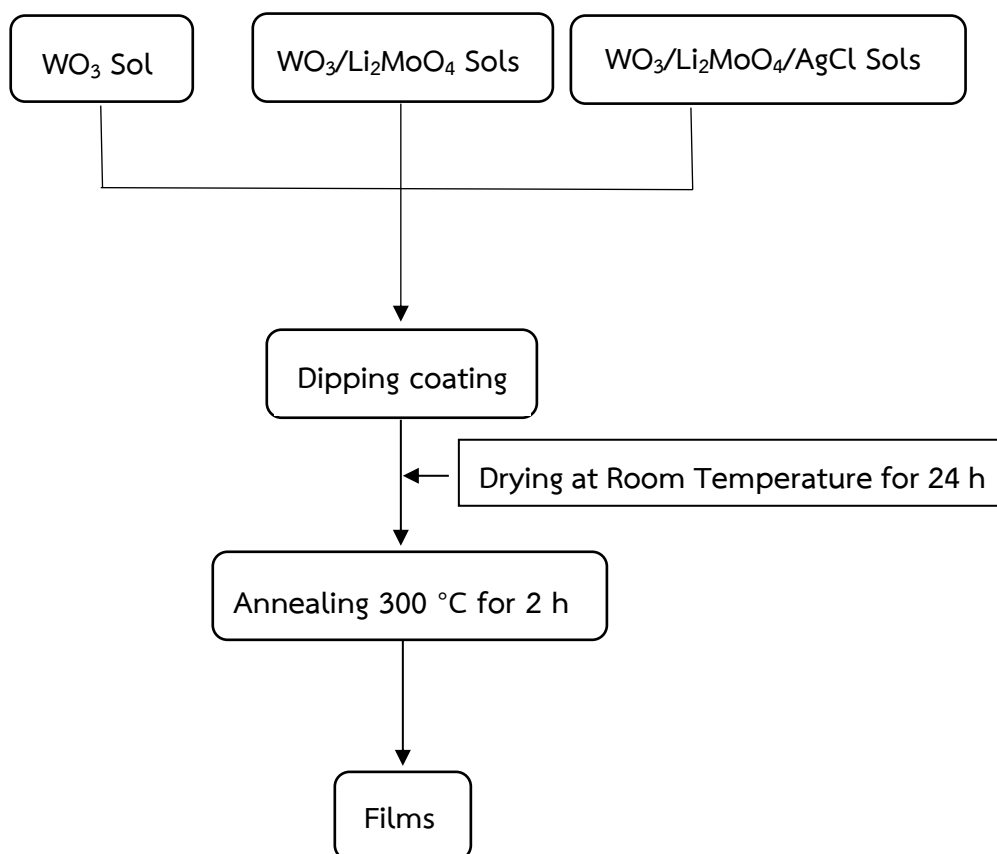 WO₃ Sol
WO₃/Li₂MoO₄ Sols
WO₃/Li₂MoO₄/AgCl Sols
Dipping coating
Drying at Room Temperature for 24 h
Annealing 300 °C for 2 h
Films